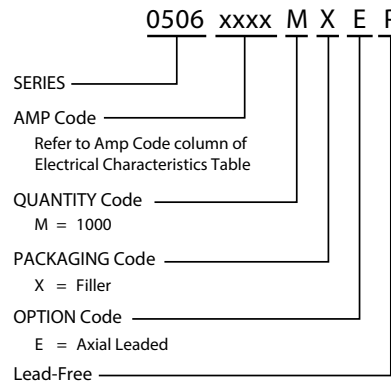 0506 xxxx M X E P
SERIES
AMP Code
Refer to Amp Code column of
Electrical Characteristics Table
QUANTITY Code
M = 1000
PACKAGING Code
X = Filler
OPTION Code
E = Axial Leaded
Lead-Free